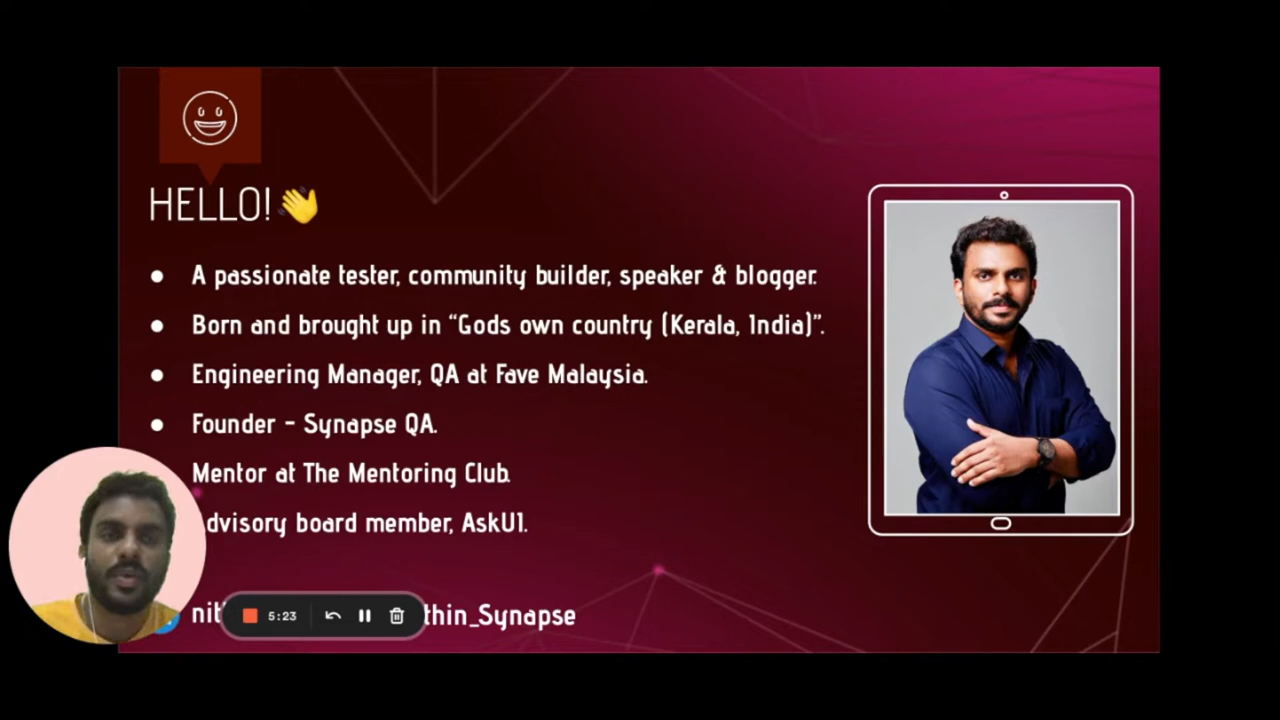 HELLO! 👋
● A passionate tester, community builder, speaker & blogger.
● Born and brought up in “Gods own country (Kerala, India)”.
● Engineering Manager, QA at Fave Malaysia.
● Founder - Synapse QA.
Mentor at The Mentoring Club.
dvisory board member, AskUI.
nit
5:23
thin_Synapse